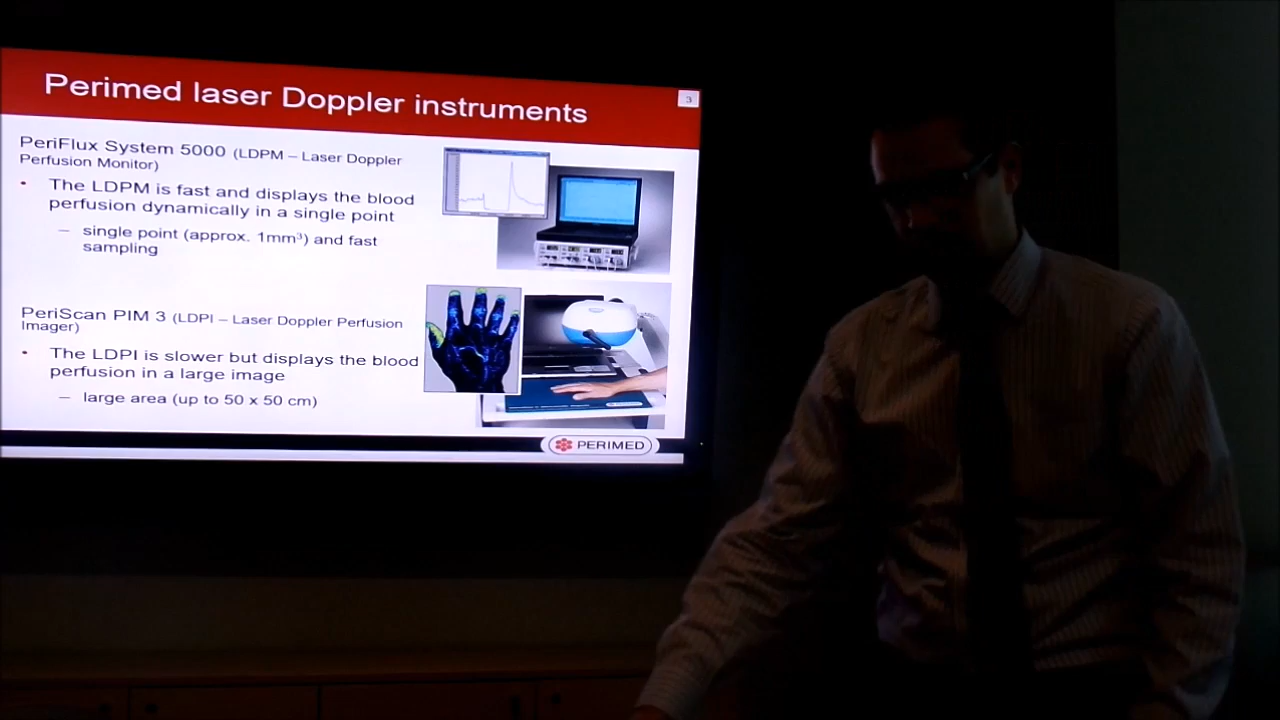 Perimed laser Doppler instruments
3
PeriFlux System 5000 (LDPM – Laser Doppler
Perfusion Monitor)
• The LDPM is fast and displays the blood
perfusion dynamically in a single point
– single point (approx. 1mm³) and fast
sampling
PeriScan PIM 3 (LDPI – Laser Doppler Perfusion
Imager)
• The LDPI is slower but displays the blood
perfusion in a large image
– large area (up to 50 x 50 cm)
PERIMED